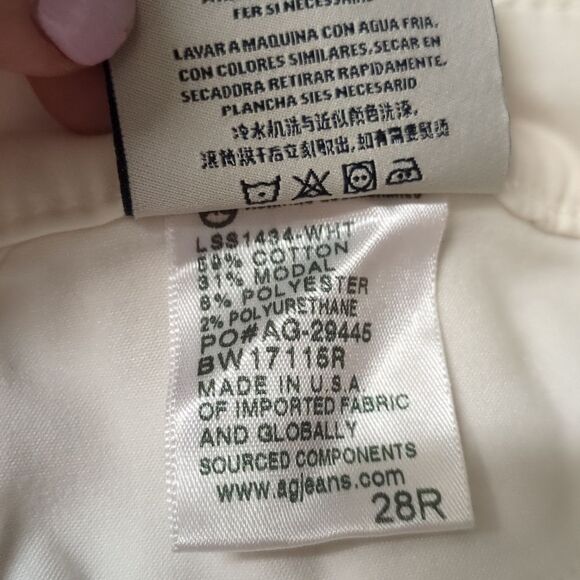 FER SI NECESSAIR
LAVAR A MAQUINA CON AGUA FRIA,
CON COLORES SIMILARES, SECAR EN
SECADORA RETIRAR RAPIDAMENTE,
PLANCHA SIES NECESARIO
冷水机洗与近似颜色洗涤,
滚筒烘干后立刻取出,如有需要熨烫
LSS1434-WHT
59% COTTON
31% MODAL
8% POLYESTER
2% POLYURETHANE
PO#AG-29445
BW17115R
MADE IN U.S.A
OF IMPORTED FABRIC
AND GLOBALLY
SOURCED COMPONENTS
www.agjeans.com
28R